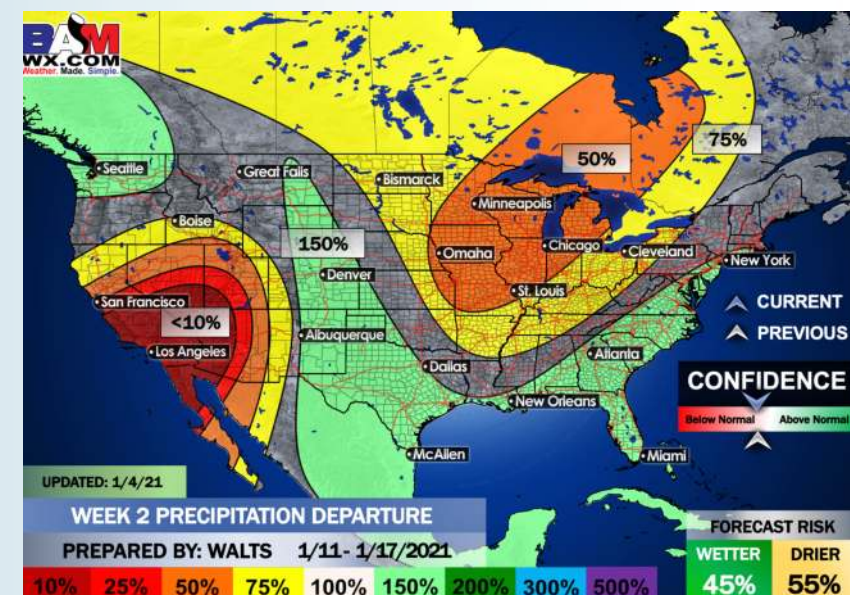 BAM
WX.COM
Weather. Made. Simple.
75%
50%
Seattle
Great Falls
Bismarck
Minneapolis
Boise
150%
Omaha
Chicago
Cleveland
New York
Denver
St. Louis
San Francisco
<10%
CURRENT
Albuquerque
PREVIOUS
Los Angeles
Atlanta
Dallas
CONFIDENCE
New Orleans
Below Normal Above Normal
McAllen
Miami
UPDATED: 1/4/21
WEEK 2 PRECIPITATION DEPARTURE
FORECAST RISK
PREPARED BY: WALTS 1/11- 1/17/2021
WETTER DRIER
10% 25% 50% 75% 100% 150% 200% 300% 500%
45% 55%